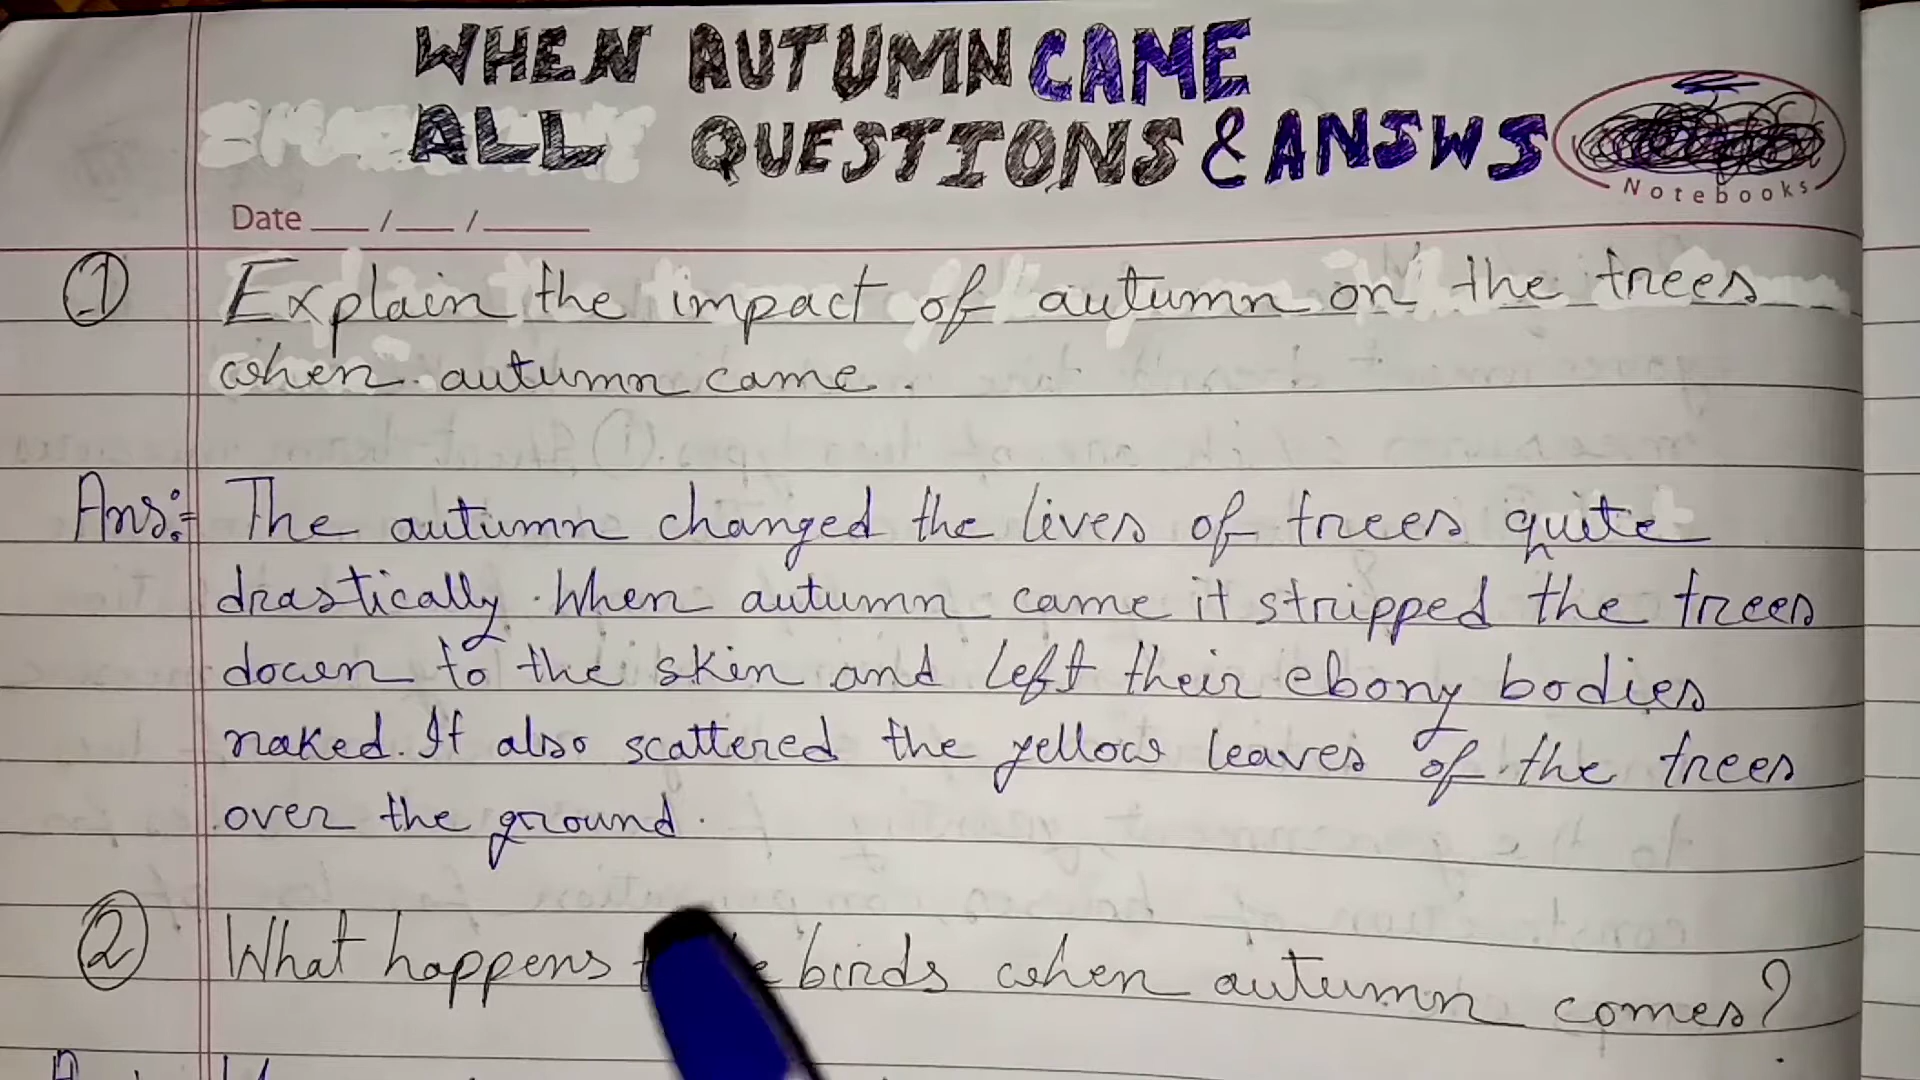 WHEN AUTUMN CAME
ALL QUESTIONS & ANSWS
Notebooks
Date __/__/____
① Explain the impact of autumn on the trees
when autumn came.
Ans:= The autumn changed the lives of trees quite
drastically. When autumn came it stripped the trees
down to the skin and left their ebony bodies
naked. It also scattered the yellow leaves of the trees
over the ground.
② What happens birds when autumn comes?